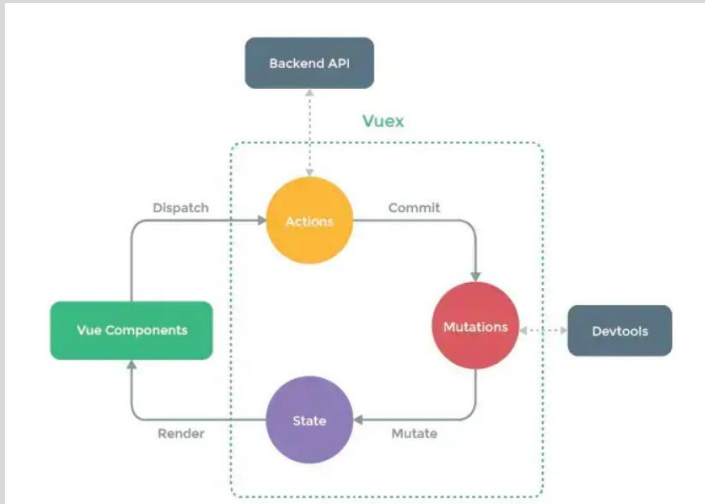 Backend API
Vuex
Dispatch
Actions
Commit
Vue Components
Mutations
Devtools
State
Render
Mutate